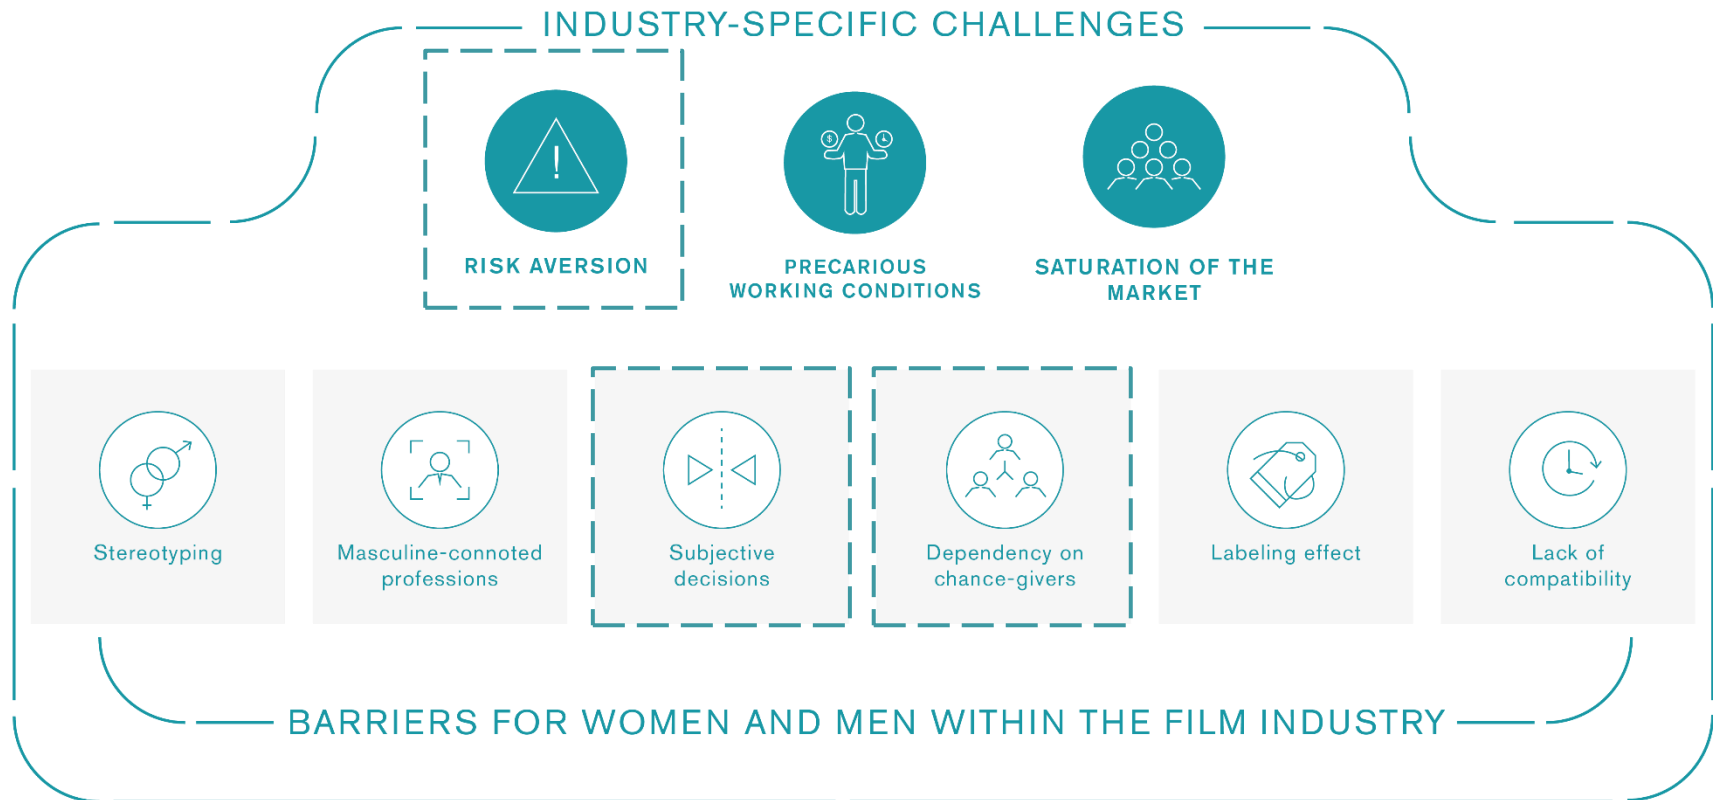 INDUSTRY-SPECIFIC CHALLENGES
RISK AVERSION
PRECARIOUS
WORKING CONDITIONS
SATURATION OF THE
MARKET
Stereotyping
Masculine-connoted
professions
Subjective
decisions
Dependency on
chance-givers
Labeling effect
Lack of
compatibility
BARRIERS FOR WOMEN AND MEN WITHIN THE FILM INDUSTRY